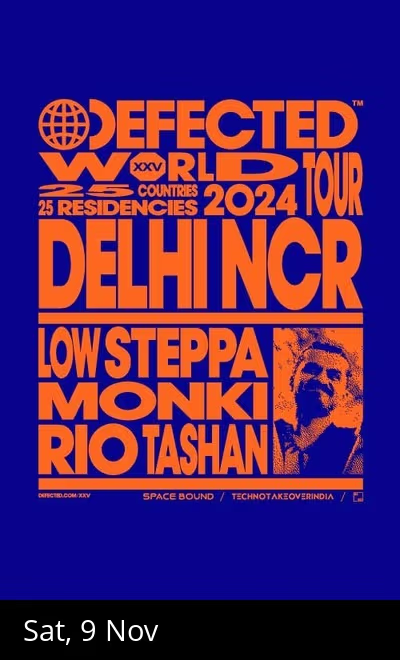 DEFECTED™
WORLD TOUR
XXV
25 COUNTRIES
25 RESIDENCIES 2024
DELHI NCR
LOW STEPPA
MONKI
RIO TASHAN
DEFECTED.COM/XXV SPACE BOUND / TECHNOTAKEOVERINDIA /
Sat, 9 Nov